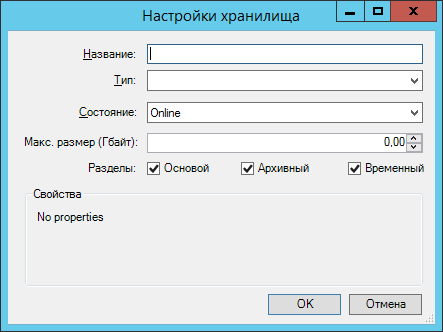 Настройки хранилища
Название:
Тип:
Состояние: Online
Макс. размер (Гбайт) 0,00
Разделы: Основой Архивный Временный
Свойства
No properties
OK Отмена